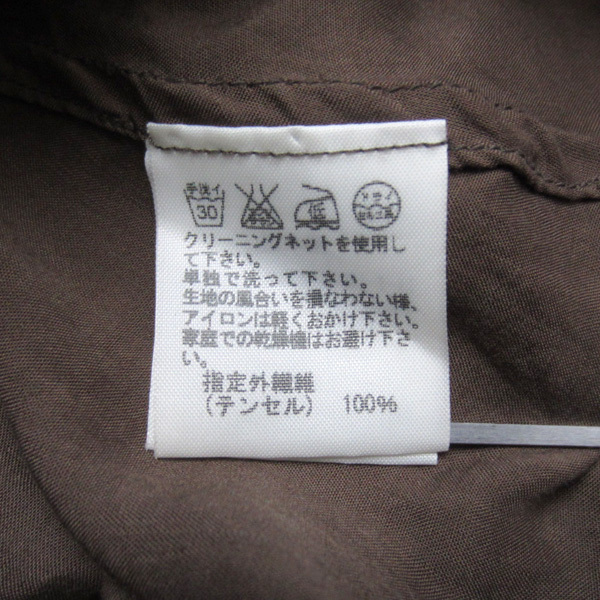 手洗イ
30
低
ドライ
セキユ系
クリーニングネットを使用し
て下さい。
単独で洗って下さい。
生地の風合いを損なわない様、
アイロンは軽くおかけ下さい。
家庭での乾燥機はお避け下さ
い。
指定外繊維
(テンセル) 100%